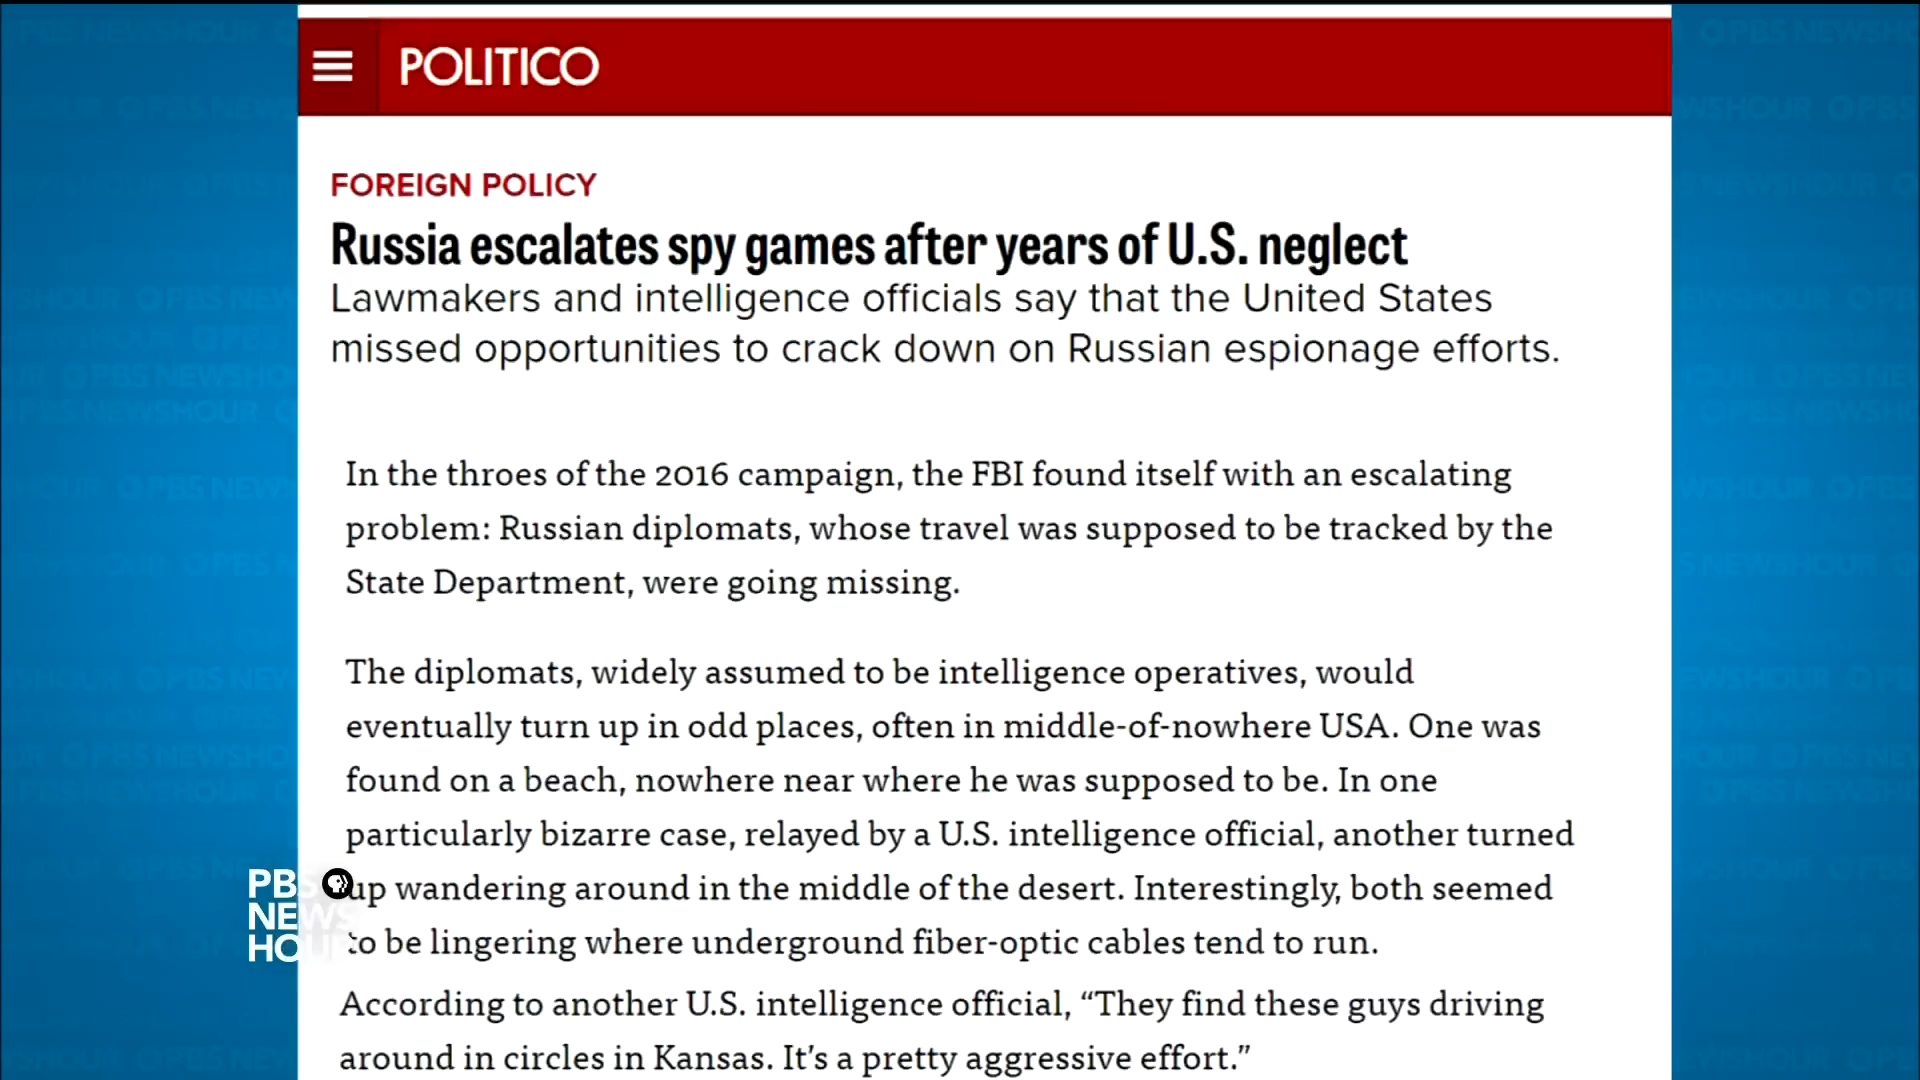 POLITICO
FOREIGN POLICY
Russia escalates spy games after years of U.S. neglect
Lawmakers and intelligence officials say that the United States
missed opportunities to crack down on Russian espionage efforts.
In the throes of the 2016 campaign, the FBI found itself with an escalating
problem: Russian diplomats, whose travel was supposed to be tracked by the
State Department, were going missing.
The diplomats, widely assumed to be intelligence operatives, would
eventually turn up in odd places, often in middle-of-nowhere USA. One was
found on a beach, nowhere near where he was supposed to be. In one
particularly bizarre case, relayed by a U.S. intelligence official, another turned
up wandering around in the middle of the desert. Interestingly, both seemed
to be lingering where underground fiber-optic cables tend to run.
According to another U.S. intelligence official, “They find these guys driving
around in circles in Kansas. It’s a pretty aggressive effort.”
PBS
NEWS
HOUR